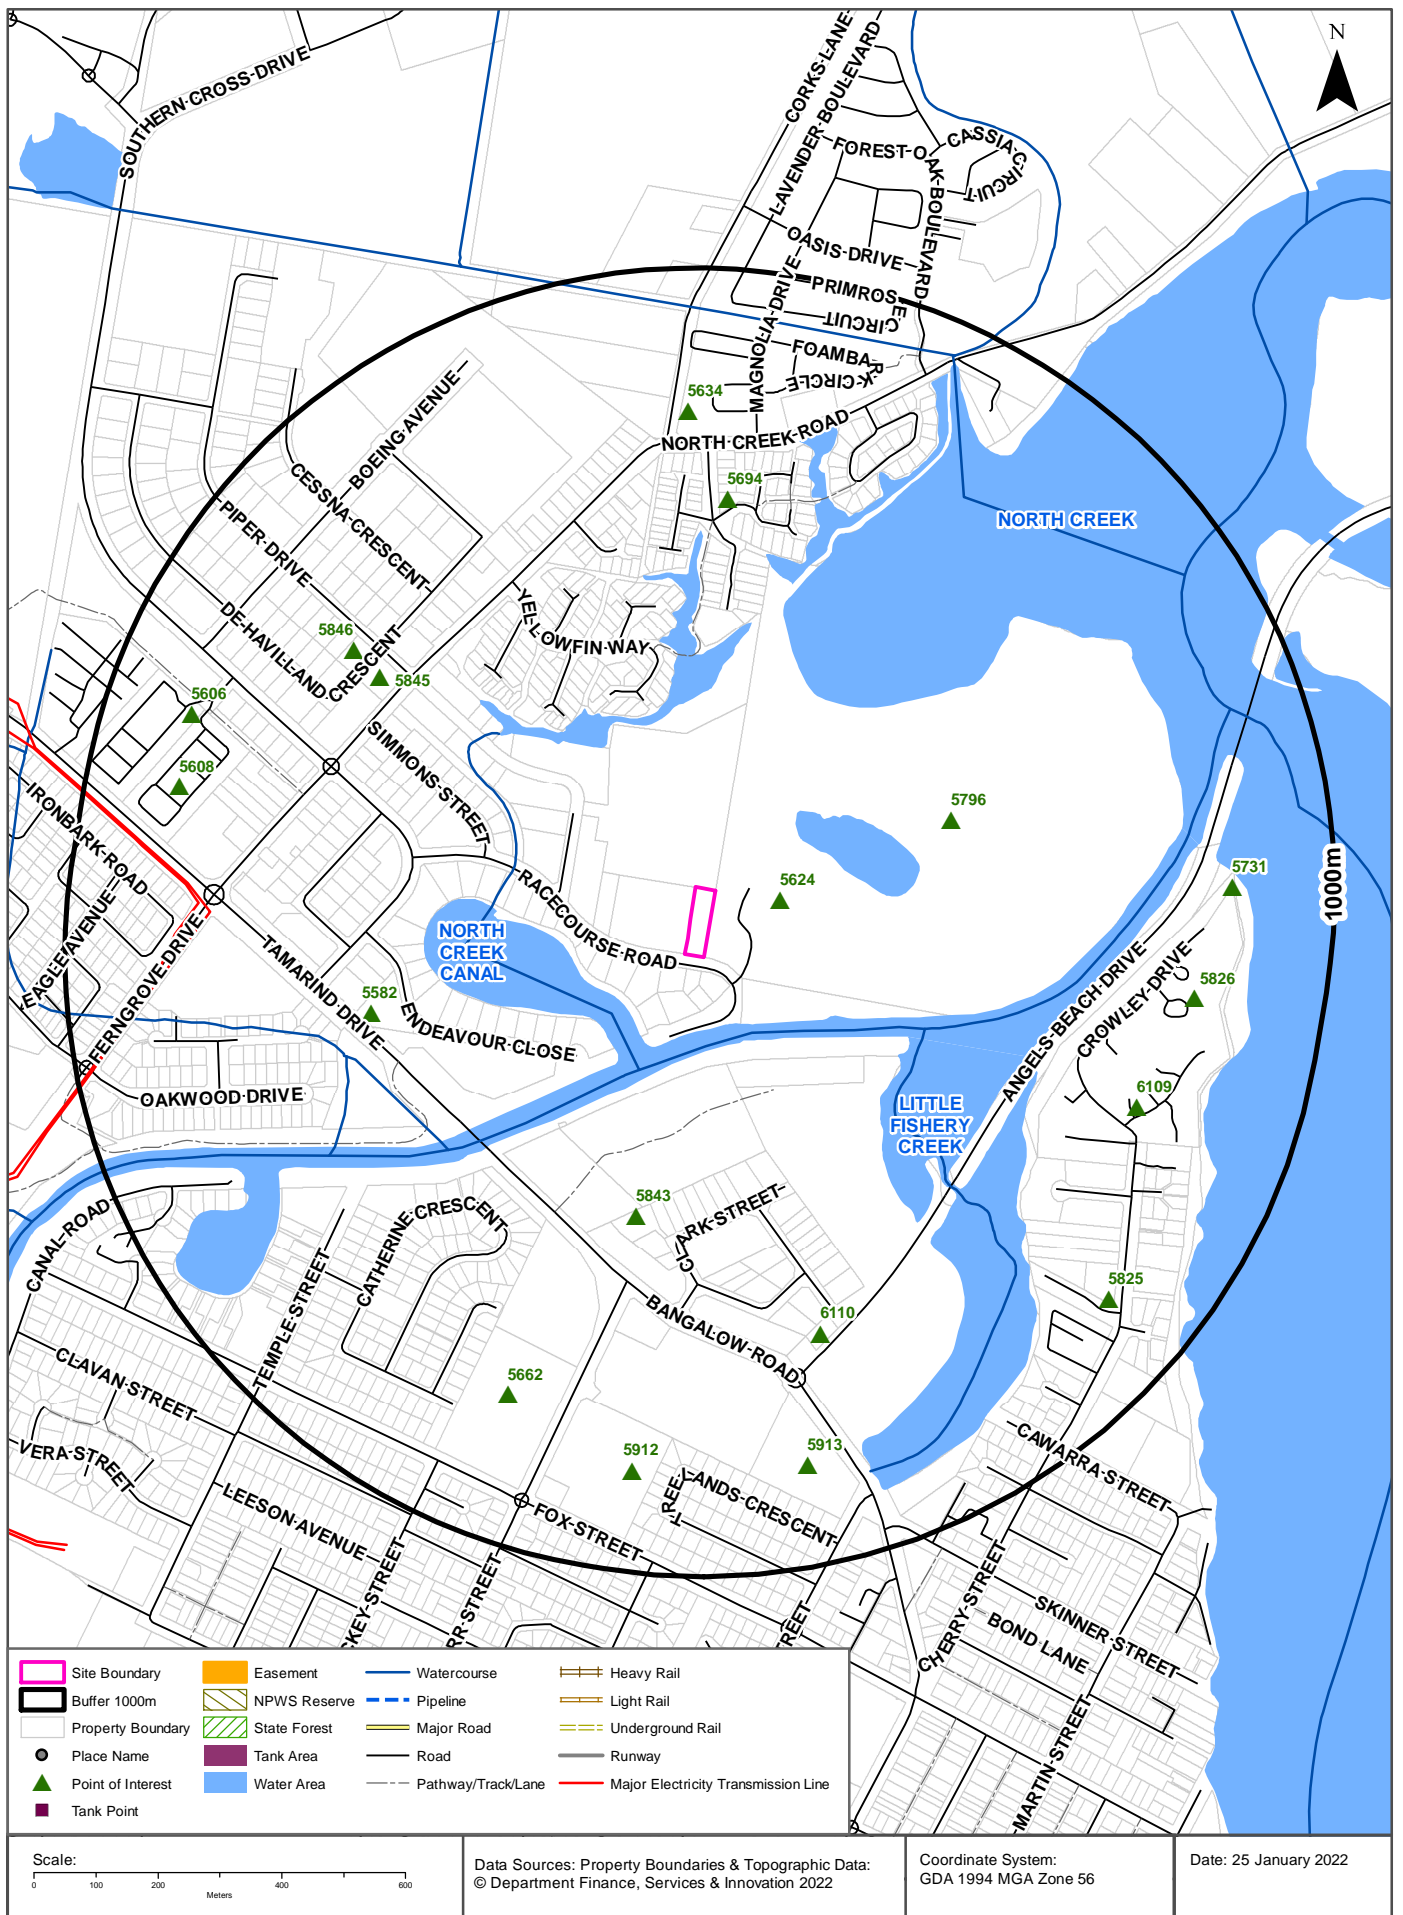 N
SOUTHERN CROSS DRIVE
CORKS LANE
LAVENDER BOULEVARD
FOREST OAK BOULEVARD
CASSIA CIRCUIT
OASIS DRIVE
PRIMROSE CIRCUIT
MAGNOLIA DRIVE
FOAMBARK CIRCLE
5634
NORTH CREEK ROAD
BOEING AVENUE
CESSNA CRESCENT
5694
PIPER DRIVE
NORTH CREEK
YELLOWFIN WAY
DE HAVILLAND CRESCENT
5846
5845
5606
SIMMONS STREET
5608
IRONBARK ROAD
5796
1000m
5731
5624
RACECOURSE ROAD
EAGLE AVENUE
NORTH
CREEK
CANAL
FERNGROVE DRIVE
TAMARIND DRIVE
ANGELS BEACH DRIVE
CROWLEY DRIVE
5826
5582
ENDEAVOUR CLOSE
OAKWOOD DRIVE
LITTLE
FISHERY
CREEK
6109
5843
CLARK STREET
CATHERINE CRESCENT
CANAL ROAD
TEMPLE STREET
5825
BANGALOW ROAD
6110
CLAVAN STREET
5662
VERA STREET
5912
5913
CAWARRA STREET
TREELANDS CRESCENT
LEESON AVENUE
FOX STREET
CKEY STREET
RR STREET
REET
CHERRY STREET
SKINNER STREET
BOND LANE
MARTIN STREET
Site Boundary
Buffer 1000m
Property Boundary
Place Name
Point of Interest
Tank Point
Easement
NPWS Reserve
State Forest
Tank Area
Water Area
Watercourse
Pipeline
Major Road
Road
Pathway/Track/Lane
Heavy Rail
Light Rail
Underground Rail
Runway
Major Electricity Transmission Line
Scale:
0 100 200 400 600
Meters
Data Sources: Property Boundaries & Topographic Data:
© Department Finance, Services & Innovation 2022
Coordinate System:
GDA 1994 MGA Zone 56
Date: 25 January 2022